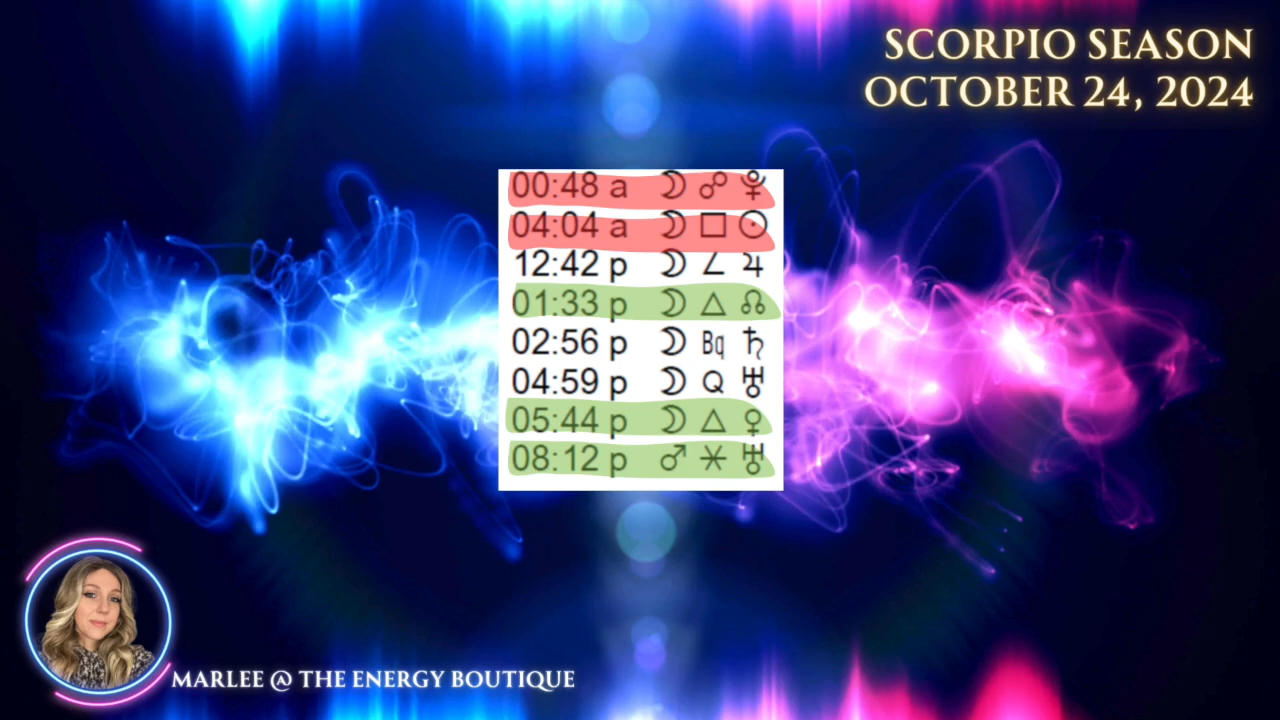 SCORPIO SEASON
OCTOBER 24, 2024
00:48 a ☽ ☍ ♇
04:04 a ☽ □ ☉
12:42 p ☽ ∠ ♃
01:33 p ☽ △ ☊
02:56 p ☽ Bq ♄
04:59 p ☽ Q ♅
05:44 p ☽ △ ♀
08:12 p ♂ ⚹ ♅
MARLEE @ THE ENERGY BOUTIQUE